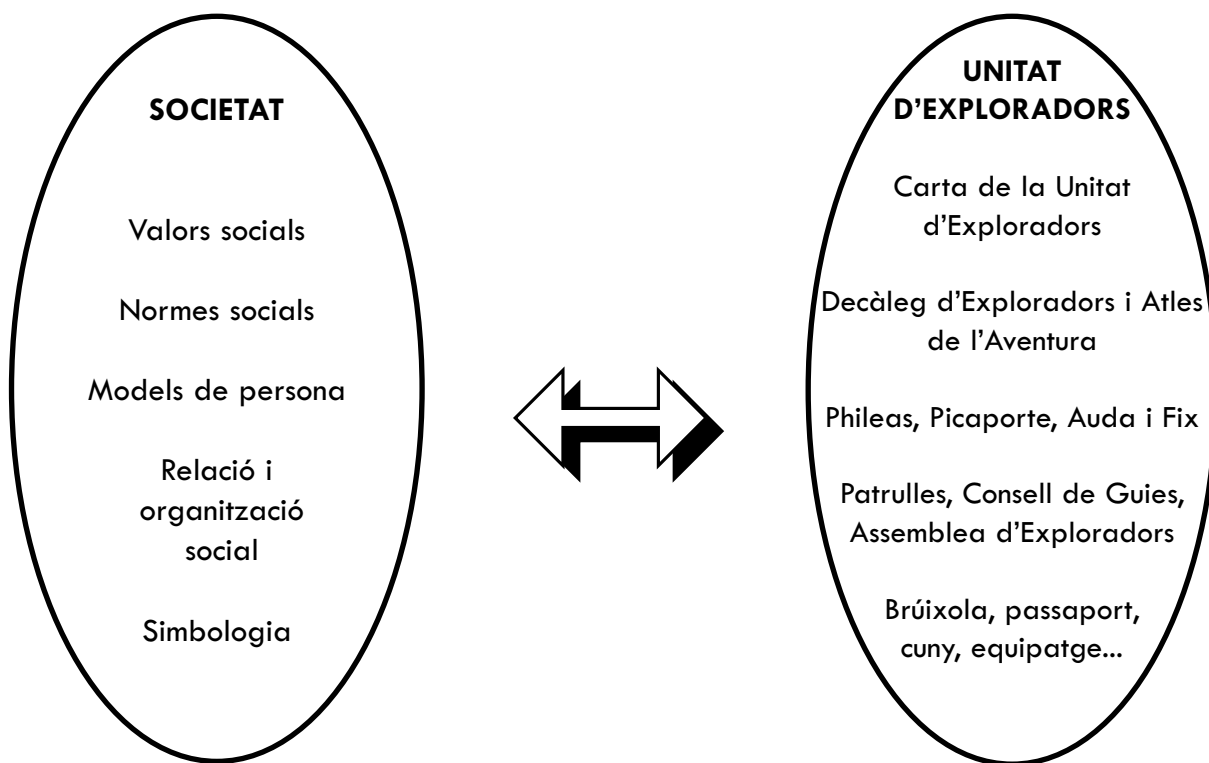 SOCIETAT
Valors socials
Normes socials
Models de persona
Relació i
organització
social
Simbologia
UNITAT
D’EXPLORADORS
Carta de la Unitat
d’Exploradors
Decàleg d’Exploradors i Atles
de l’Aventura
Phileas, Picaporte, Auda i Fix
Patrulles, Consell de Guies,
Assemblea d’Exploradors
Brúixola, passaport,
cuny, equipatge...